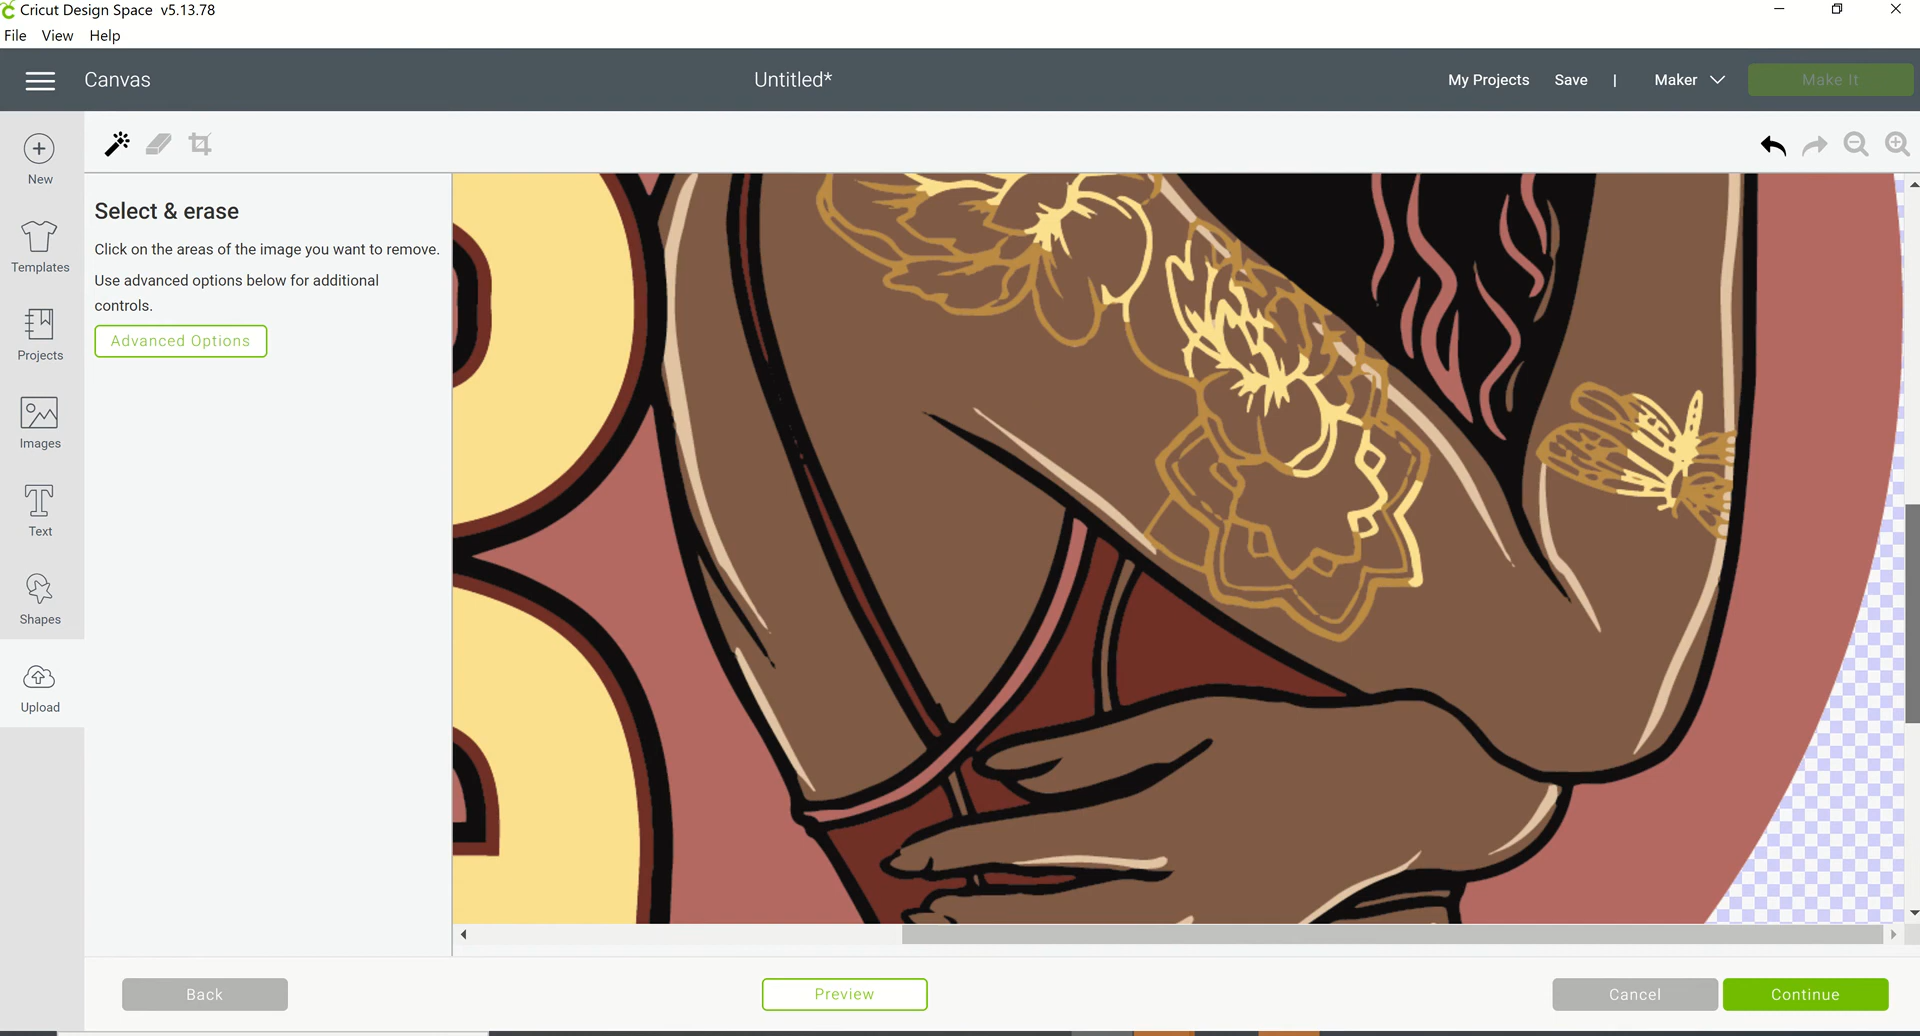 Cricut Design Space v5.13.78
File View Help
Canvas
Untitled*
My Projects Save | Maker Make It
New
Templates
Projects
Images
Text
Shapes
Upload
Select & erase
Click on the areas of the image you want to remove.
Use advanced options below for additional
controls.
Advanced Options
Back
Preview
Cancel
Continue